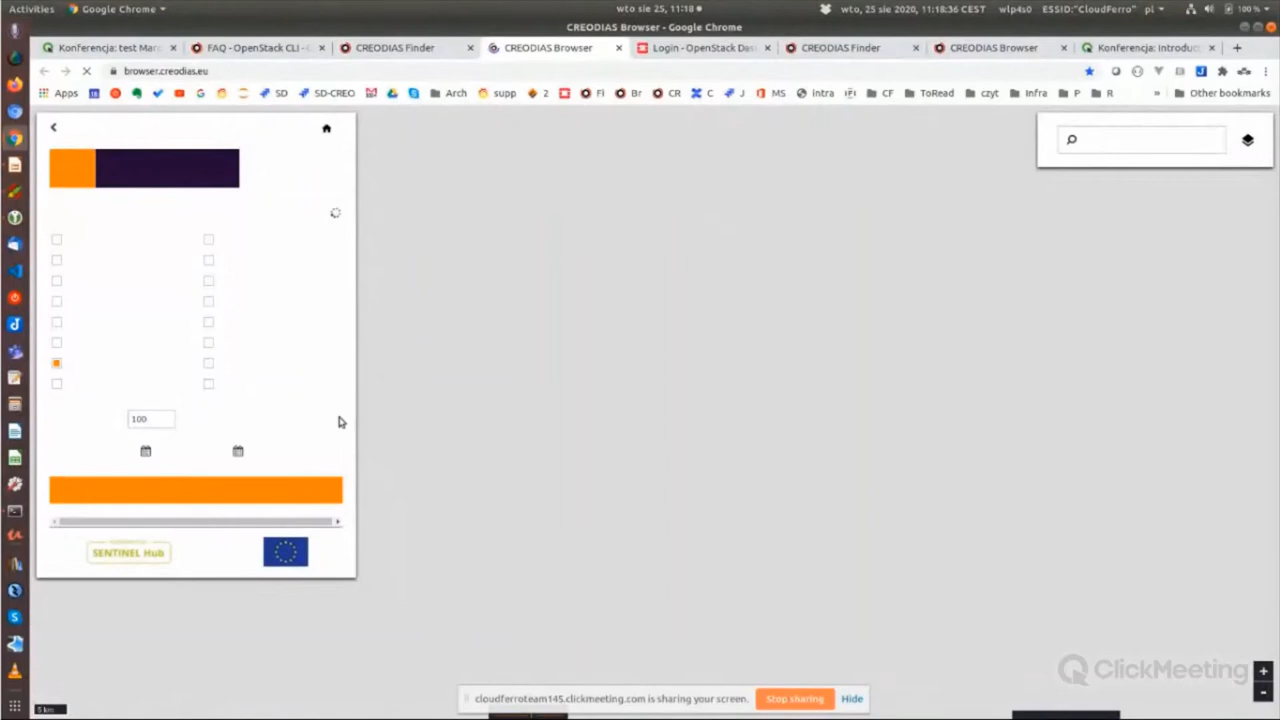 Activities Google Chrome wto sie 25, 11:18 wto, 25 sie 2020, 11:18:36 CEST wlp4s0 ESSID:"CloudFerro" pl 100 %
CREODIAS Browser - Google Chrome
Konferencja: test Mar FAQ - OpenStack CLI - CREODIAS Finder CREODIAS Browser Login - OpenStack Das CREODIAS Finder CREODIAS Browser Konferencja: Introduc
browser.creodias.eu
Apps SD SD-CREO supp 2 Arch Fi Br CR C J MS intra CF ToRead czyt Infra P R » Other bookmarks
100
SENTINEL Hub
ClickMeeting
cloudferroteam145.clickmeeting.com is sharing your screen. Stop sharing Hide
5 km